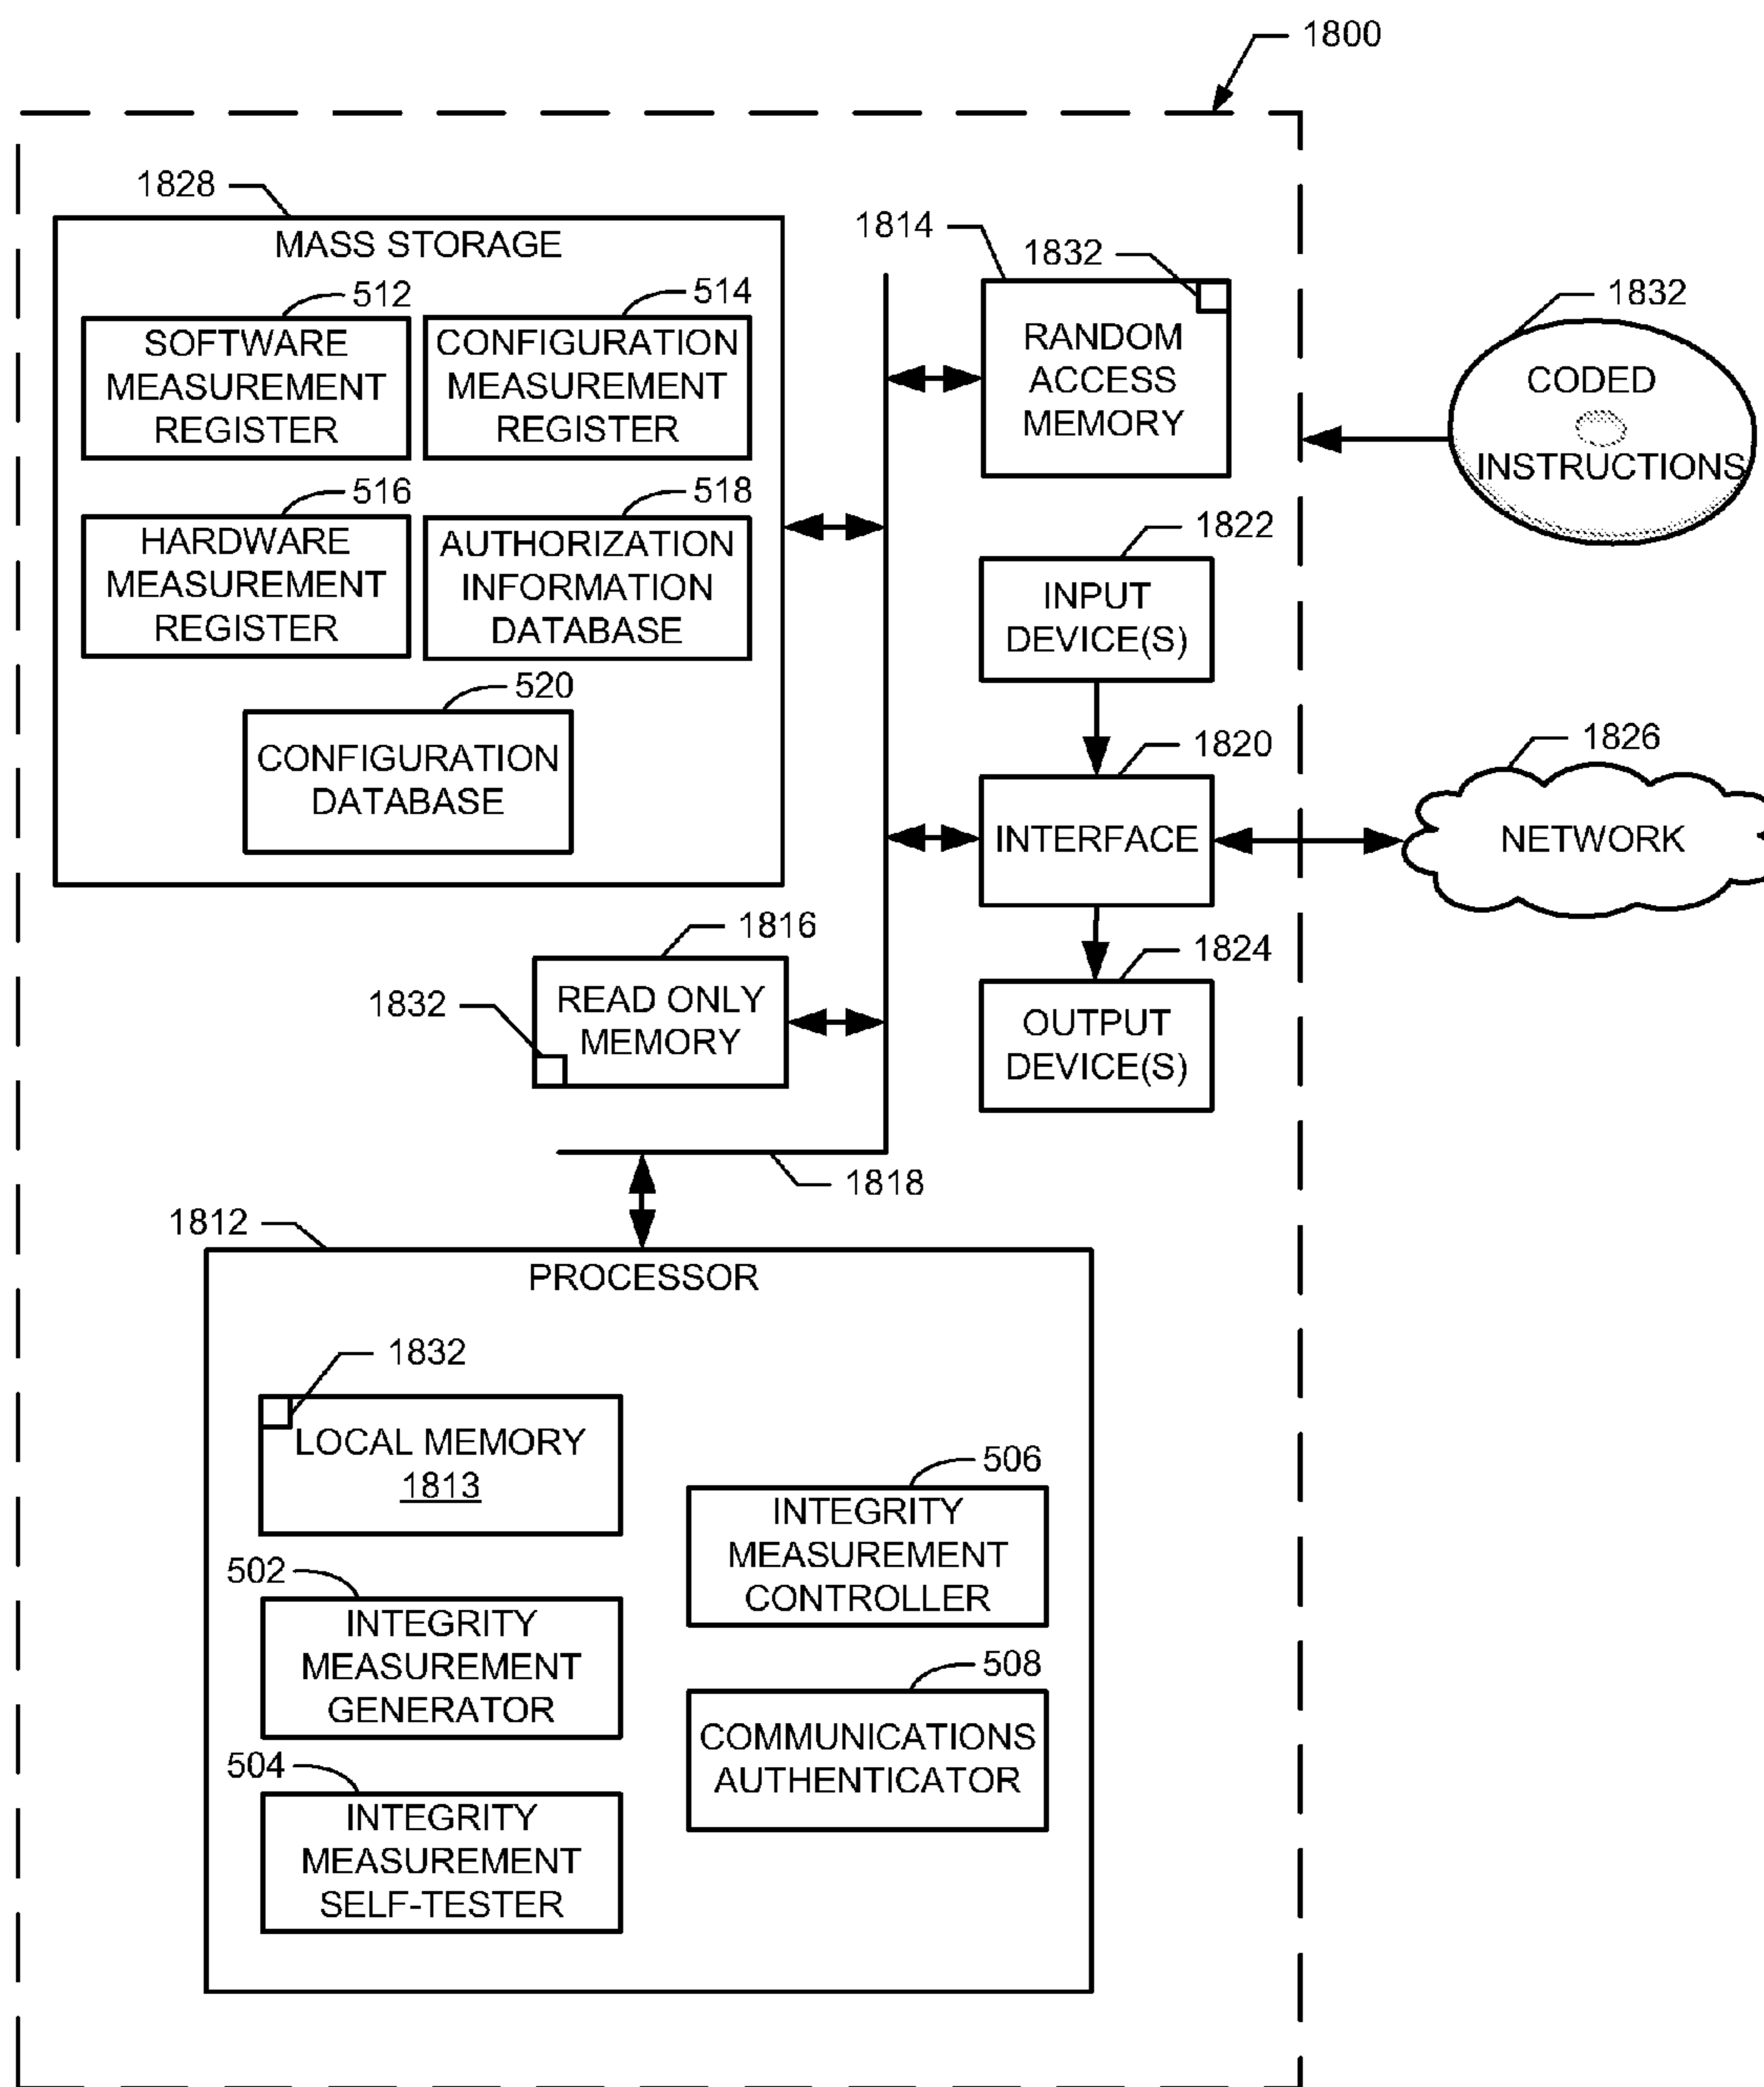 1800
1828
MASS STORAGE
512
SOFTWARE
MEASUREMENT
REGISTER
514
CONFIGURATION
MEASUREMENT
REGISTER
516
HARDWARE
MEASUREMENT
REGISTER
518
AUTHORIZATION
INFORMATION
DATABASE
520
CONFIGURATION
DATABASE
1814
1832
RANDOM
ACCESS
MEMORY
1832
CODED
INSTRUCTIONS
1822
INPUT
DEVICE(S)
1820
INTERFACE
1826
NETWORK
1824
OUTPUT
DEVICE(S)
1816
1832
READ ONLY
MEMORY
1818
1812
PROCESSOR
1832
LOCAL MEMORY
1813
502
INTEGRITY
MEASUREMENT
GENERATOR
504
INTEGRITY
MEASUREMENT
SELF-TESTER
506
INTEGRITY
MEASUREMENT
CONTROLLER
508
COMMUNICATIONS
AUTHENTICATOR